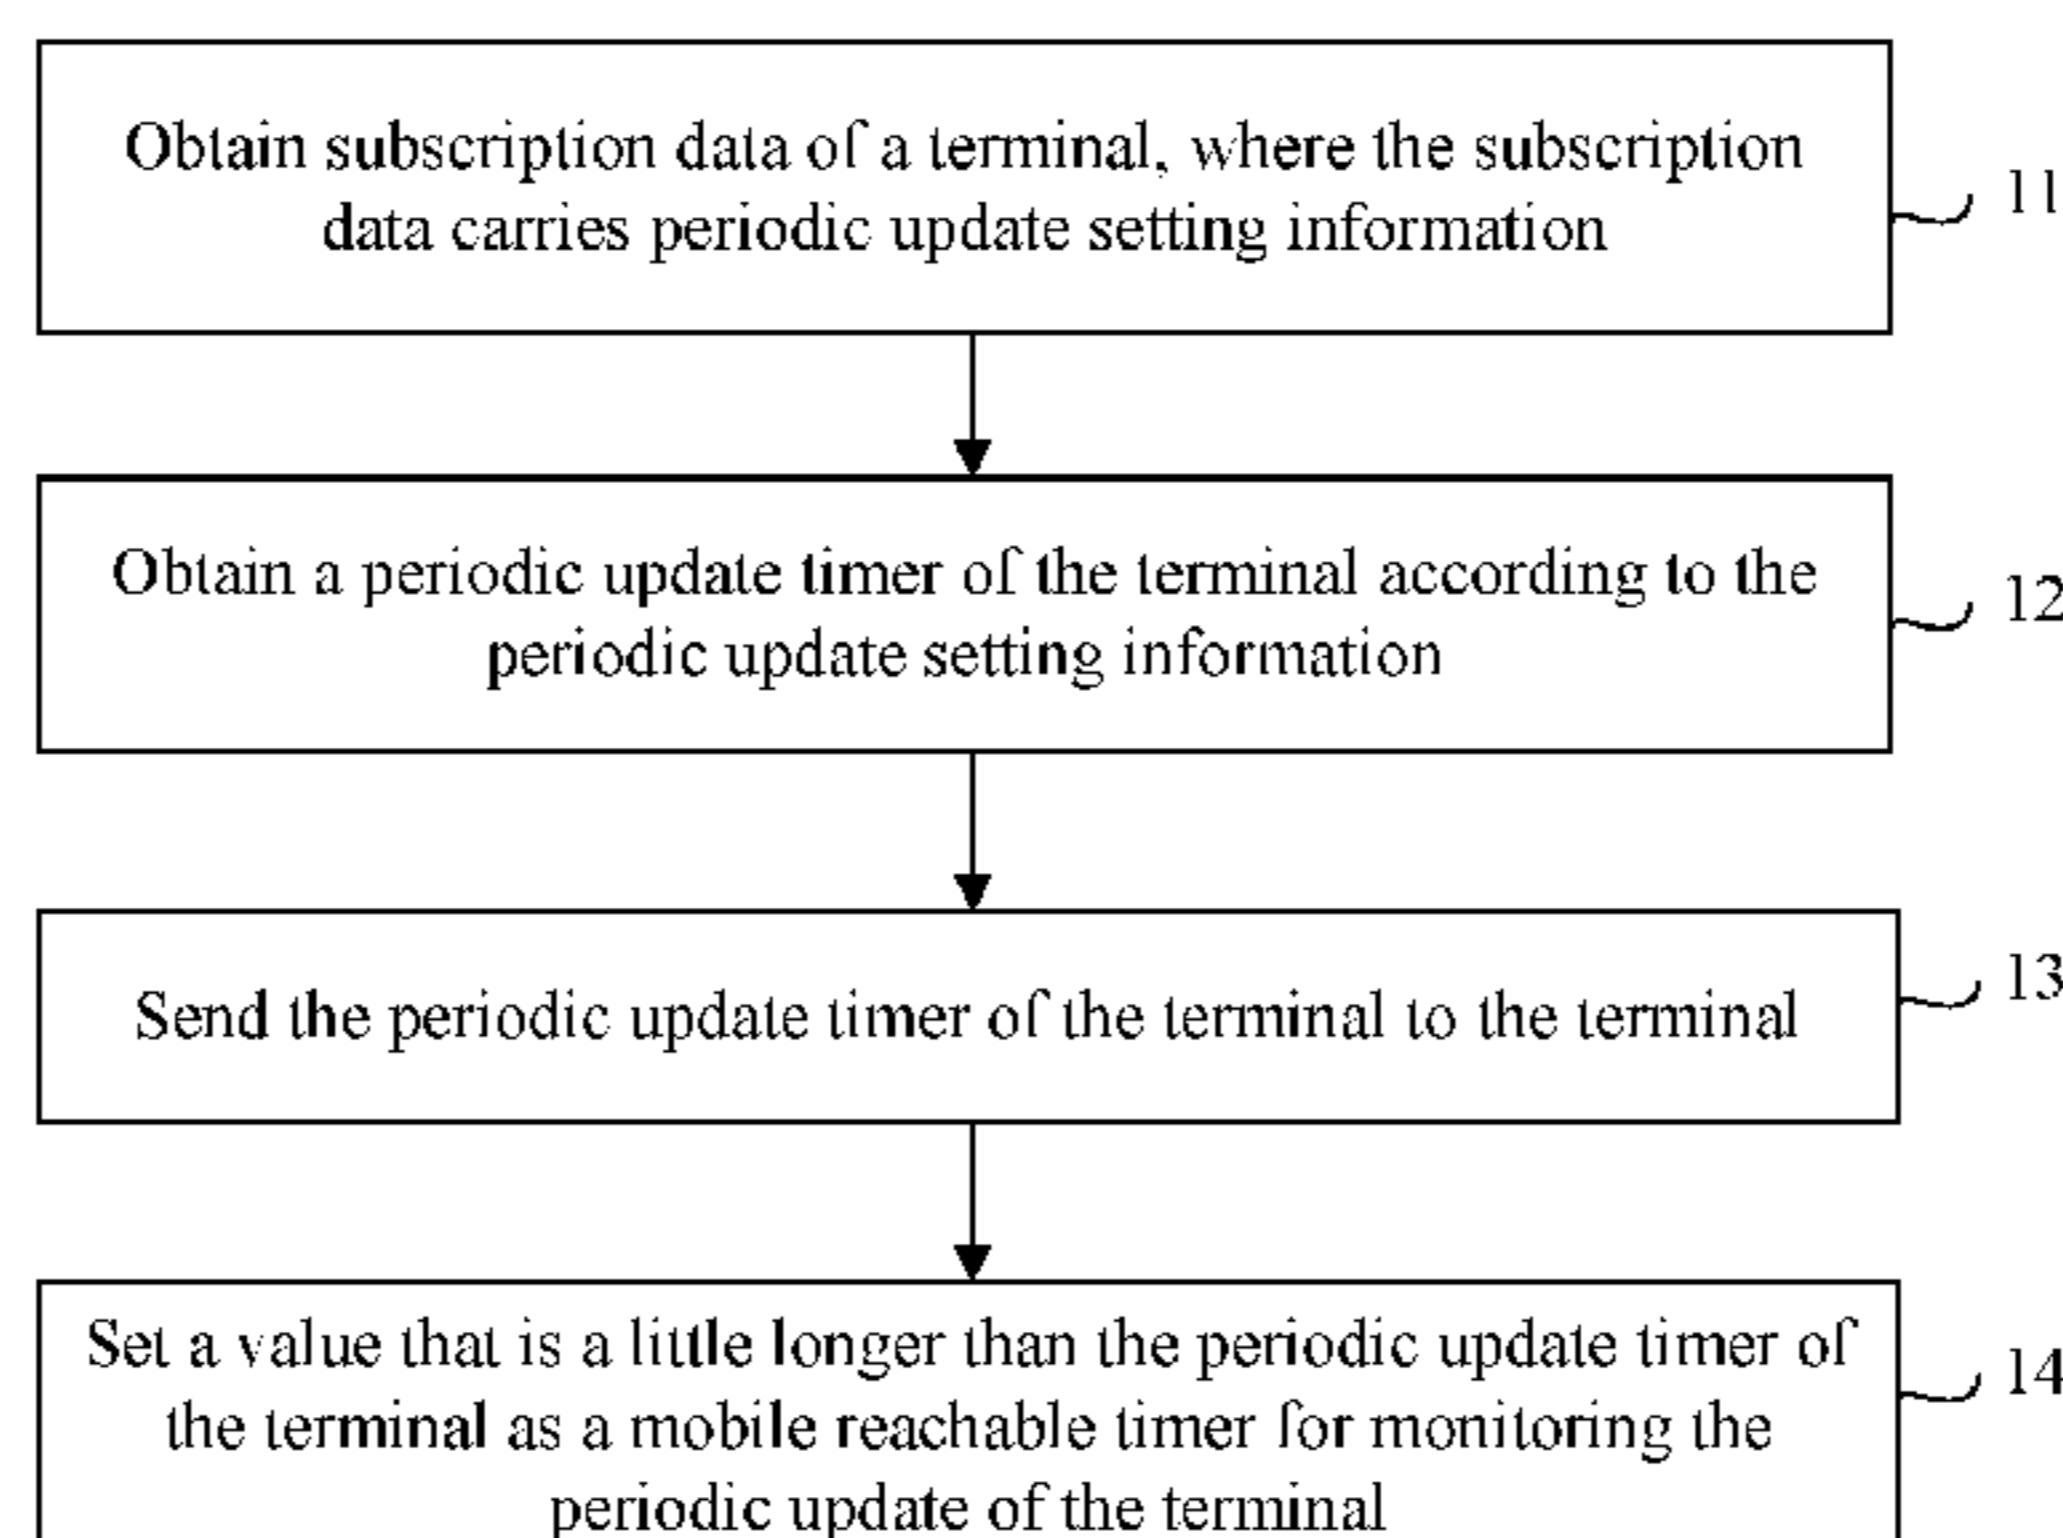 Obtain subscription data of a terminal, where the subscription
data carries periodic update setting information
11
Obtain a periodic update timer of the terminal according to the
periodic update setting information
12
Send the periodic update timer of the terminal to the terminal
13
Set a value that is a little longer than the periodic update timer of
the terminal as a mobile reachable timer for monitoring the
periodic update of the terminal
14